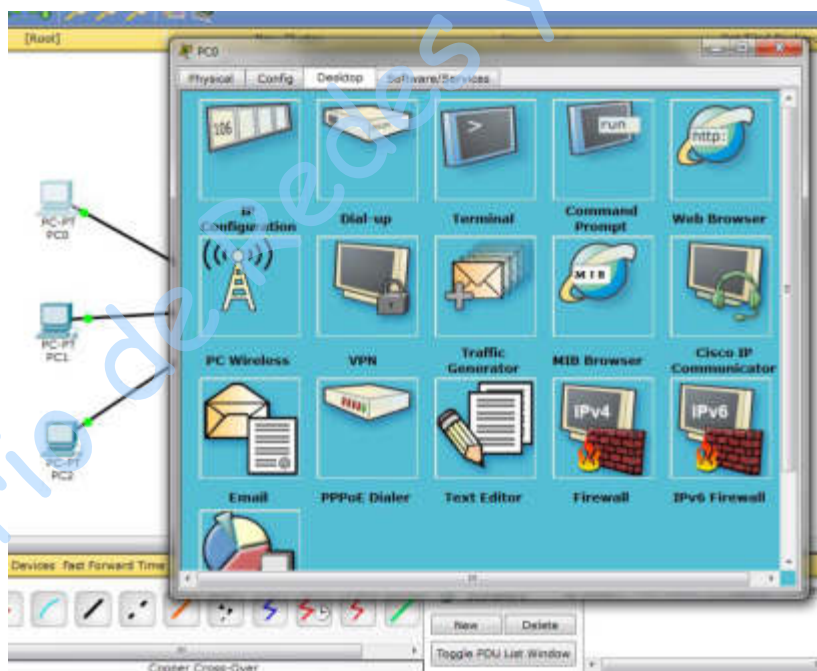 [Root]
PC0
Physical Config Desktop Software/Services
106
>
run
http:
IP Configuration
Dial-up
Terminal
Command Prompt
Web Browser
MIB
PC Wireless
VPN
Traffic Generator
MIB Browser
Cisco IP Communicator
IPv4
IPv6
Email
PPPoE Dialer
Text Editor
Firewall
IPv6 Firewall
PC-PT
PC0
PC-PT
PC1
PC-PT
PC2
de Redes Y
Devices Fast Forward Time
New Delete
Toggle PDU List Window
Copper Cross-Over